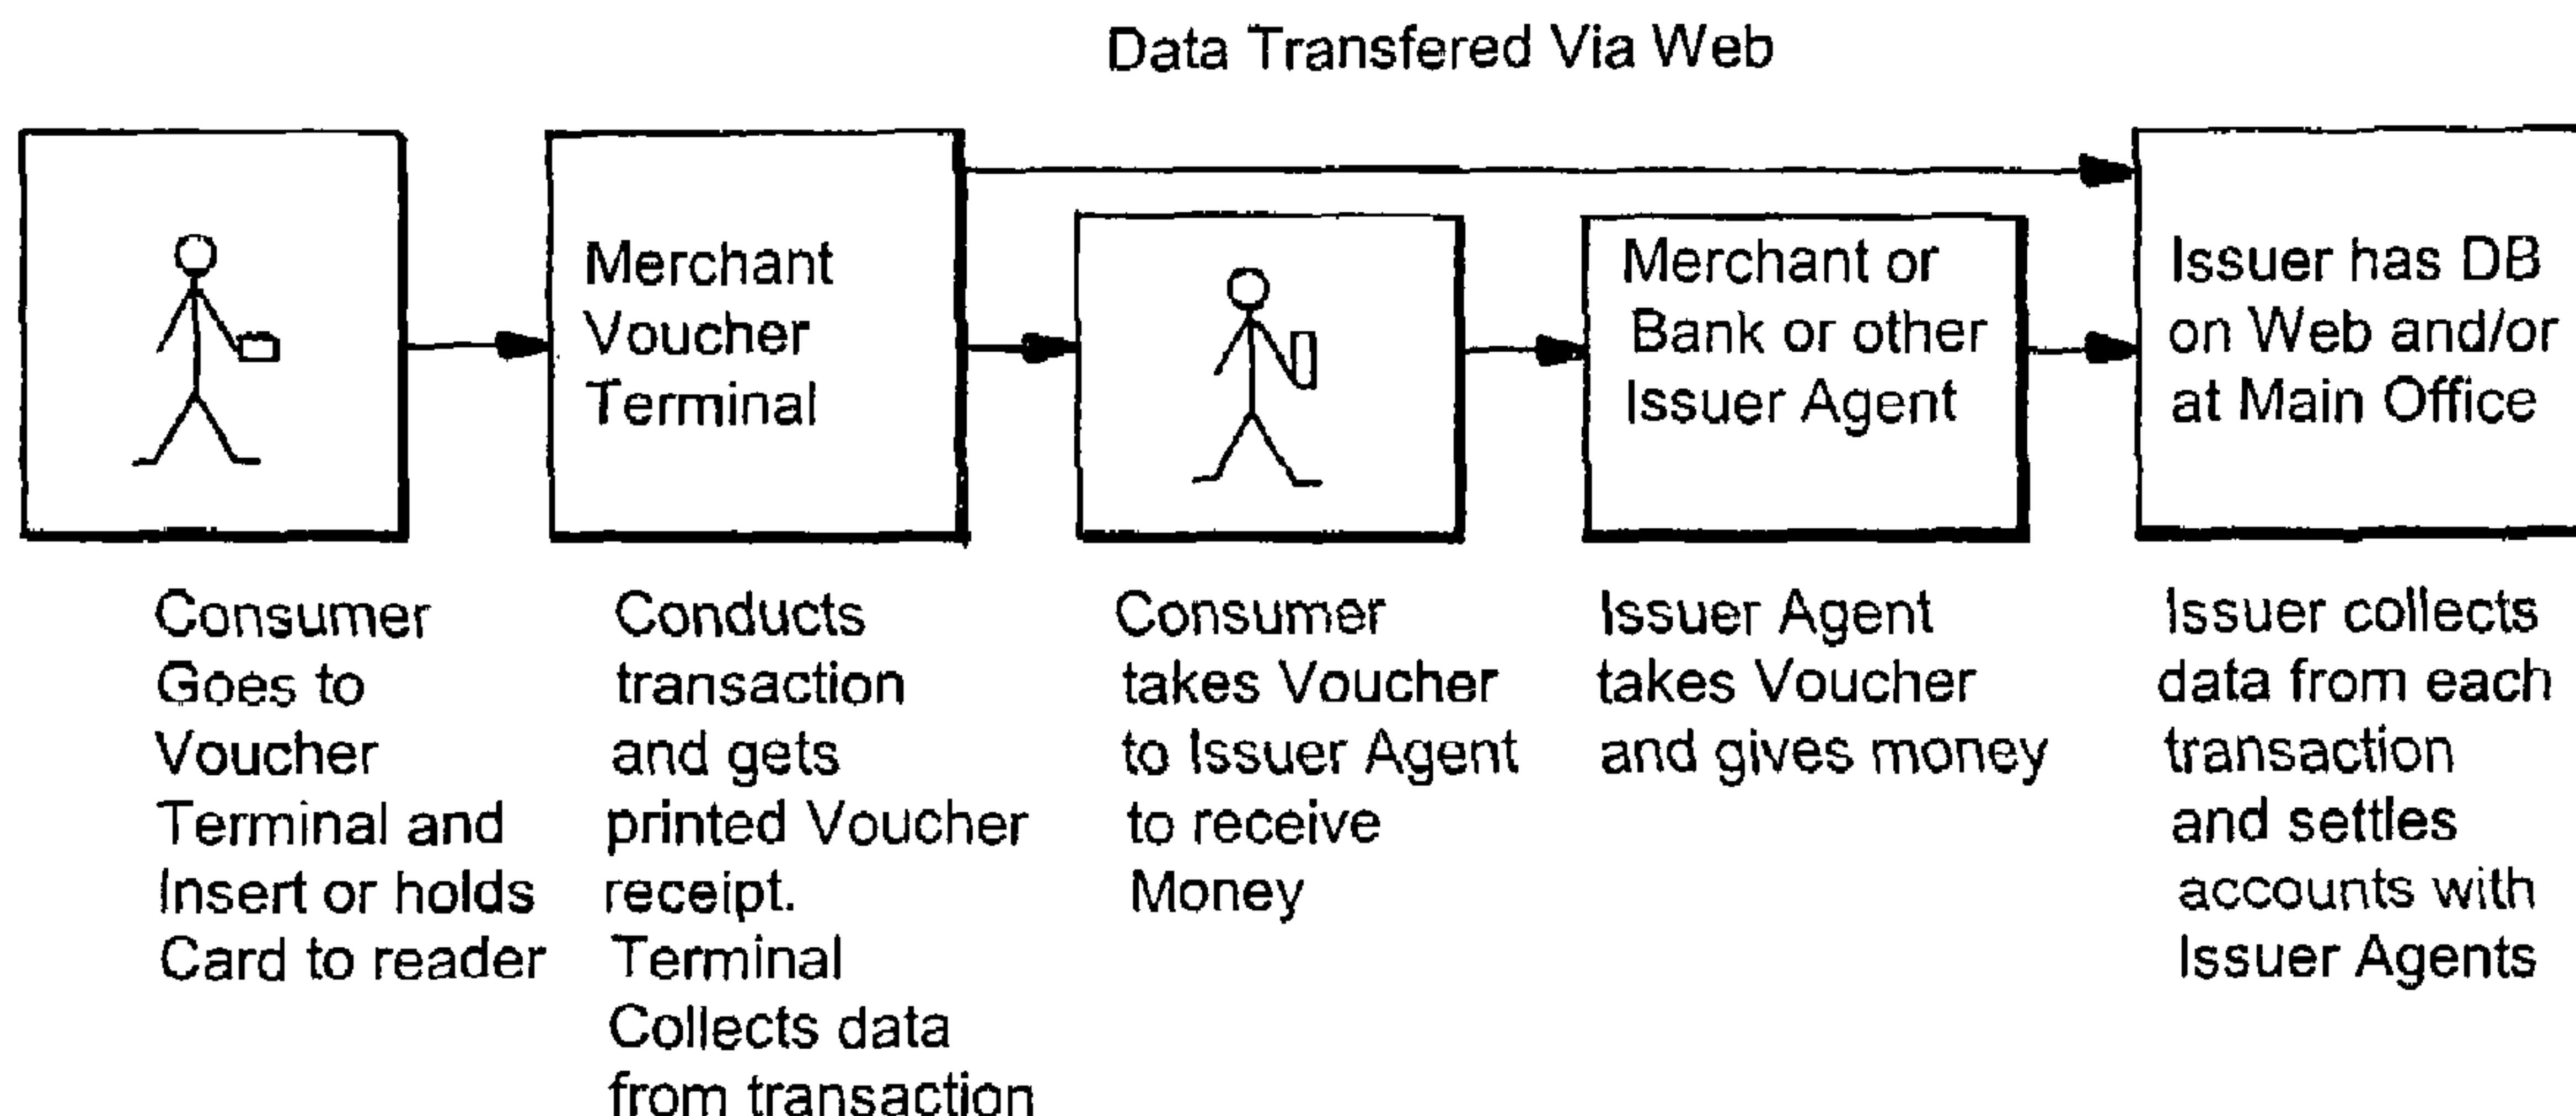 Data Transfered Via Web
Merchant
Voucher
Terminal
Merchant or
Bank or other
Issuer Agent
Issuer has DB
on Web and/or
at Main Office
Consumer
Goes to
Voucher
Terminal and
Insert or holds
Card to reader
Conducts
transaction
and gets
printed Voucher
receipt.
Terminal
Collects data
from transaction
Consumer
takes Voucher
to Issuer Agent
to receive
Money
Issuer Agent
takes Voucher
and gives money
Issuer collects
data from each
transaction
and settles
accounts with
Issuer Agents